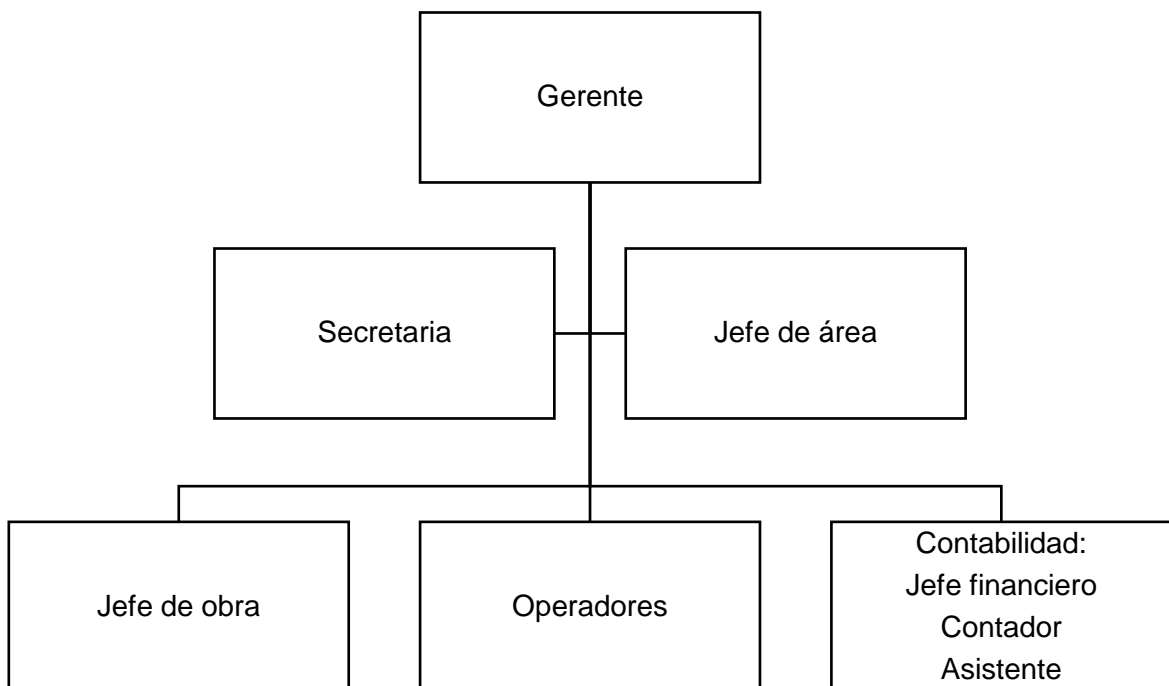 Gerente
Secretaria
Jefe de área
Jefe de obra
Operadores
Contabilidad:
Jefe financiero
Contador
Asistente